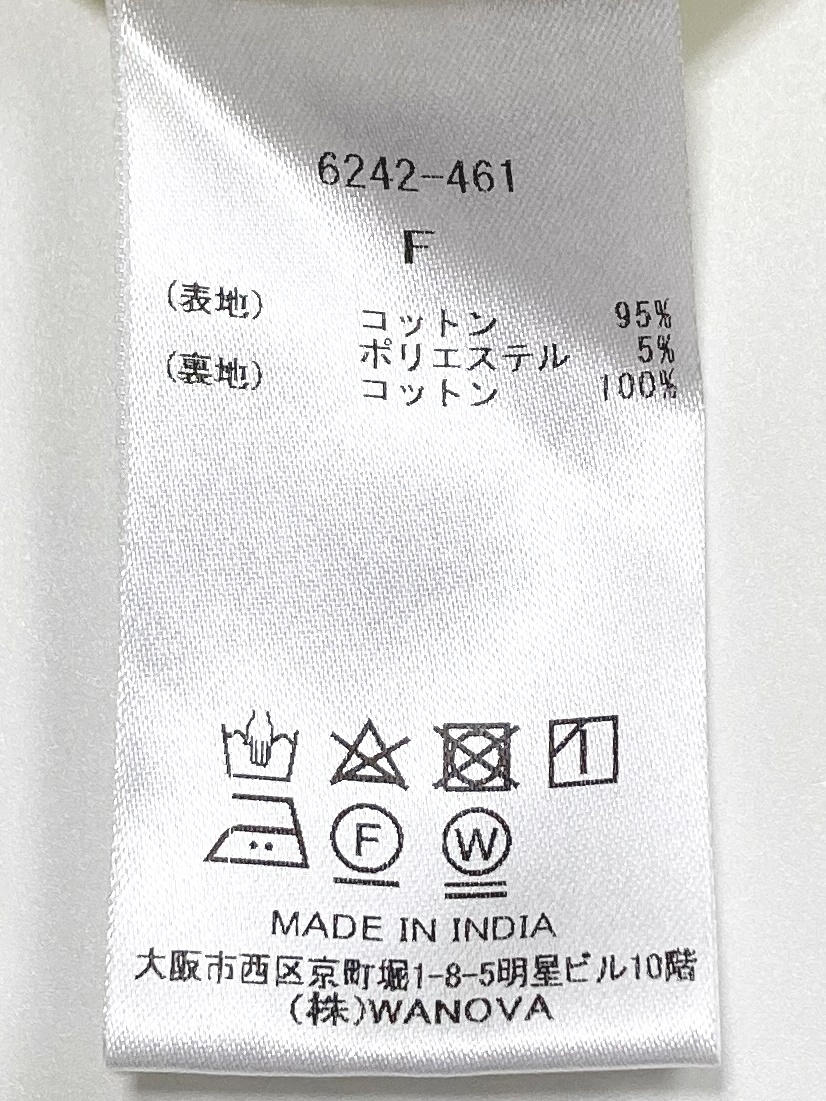 6242-461
F
(表地) コットン 95%
ポリエステル 5%
(裏地) コットン 100%
F W
MADE IN INDIA
大阪市西区京町堀1-8-5明星ビル10階
(株)WANOVA